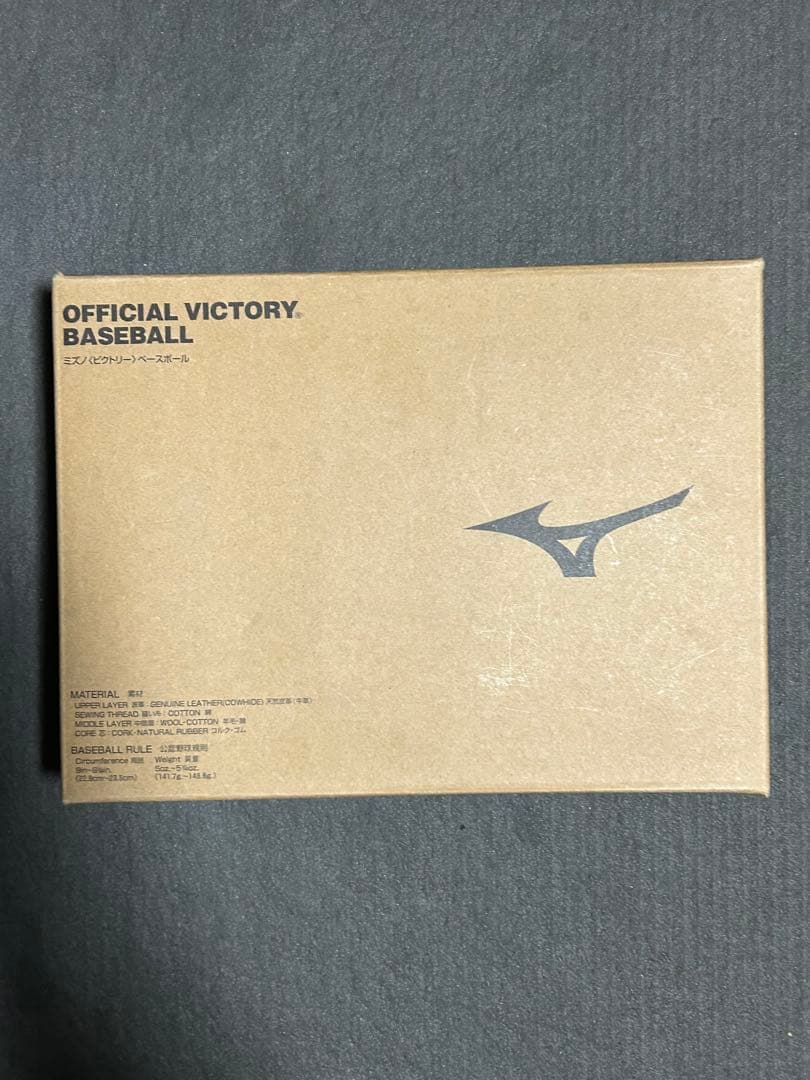 OFFICIAL VICTORY®
BASEBALL
ミズノ〈ビクトリー〉ベースボール
MATERIAL 素材
UPPER LAYER 表革 : GENUINE LEATHER(COWHIDE) 天然皮革(牛革)
SEWING THREAD 縫い糸 : COTTON 綿
MIDDLE LAYER 中間層 : WOOL・COTTON 羊毛・綿
CORE 芯 : CORK・NATURAL RUBBER コルク・ゴム
BASEBALL RULE 公認野球規則
Circumference 周囲 Weight 質量
9in~9¼in. 5oz.~5¼oz.
(22.9cm~23.5cm) (141.7g.~148.8g.)